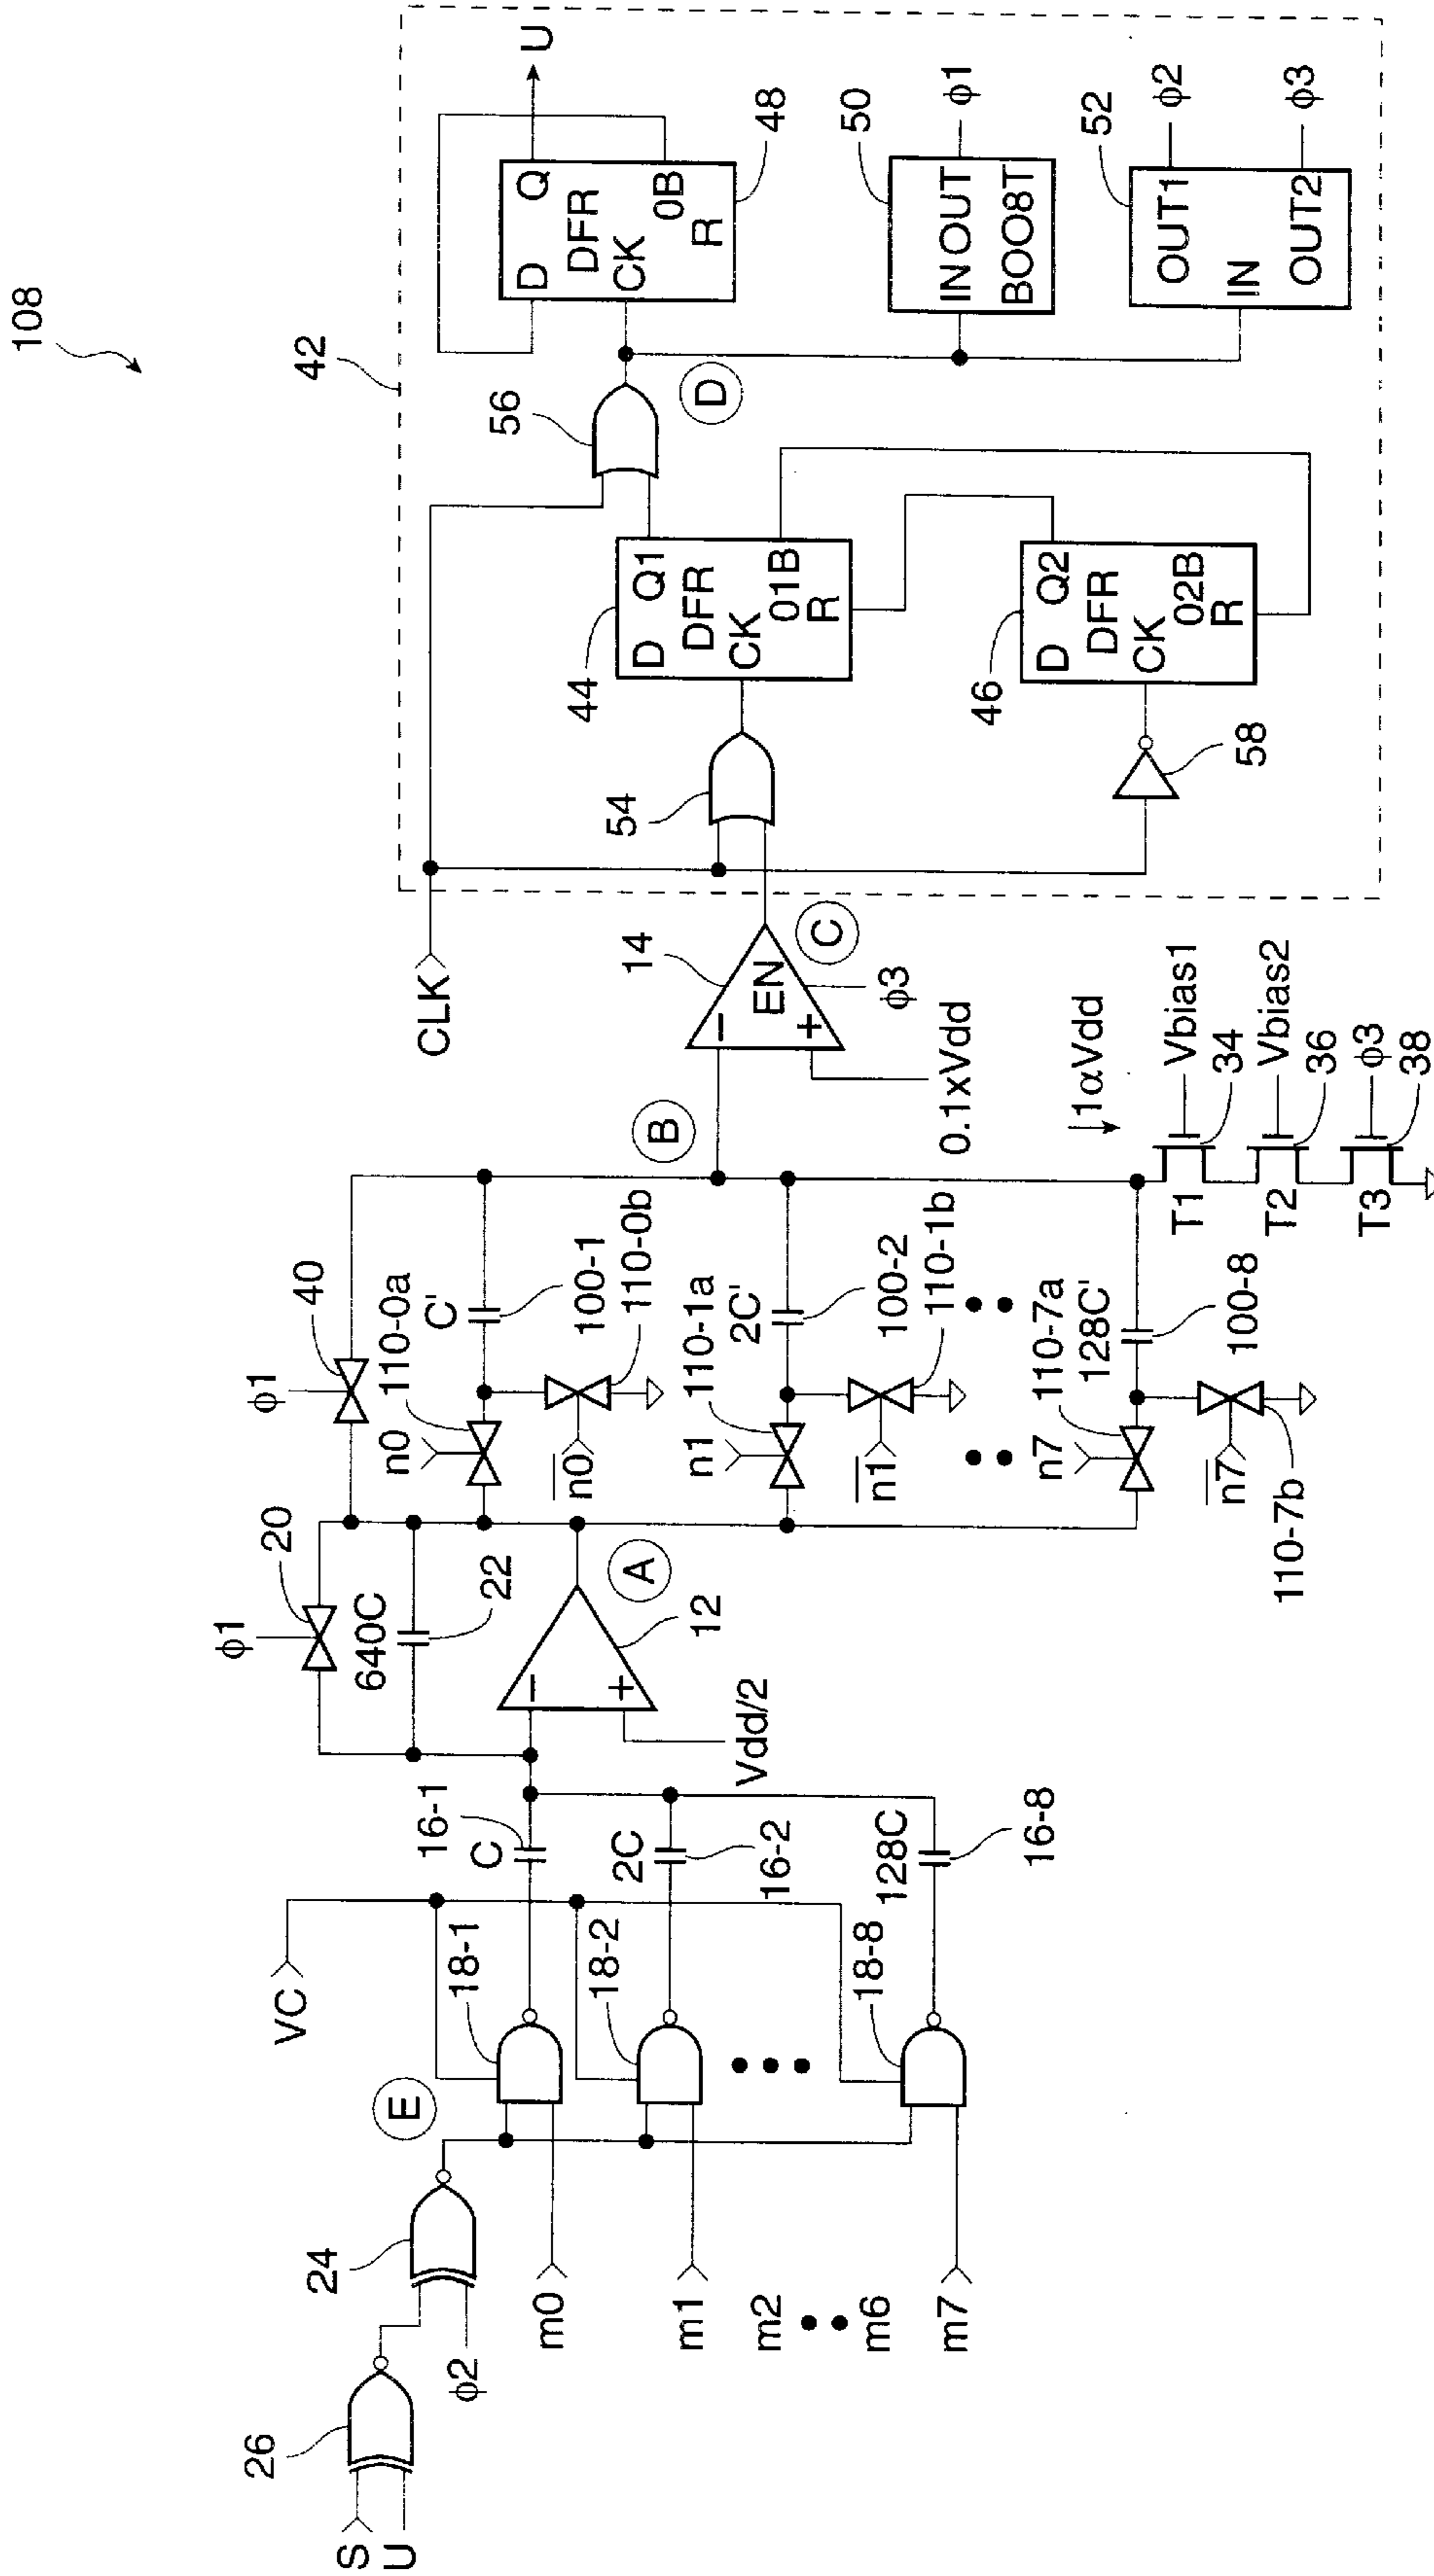 108
42
U
D Q
DFR
CK
0B
R
48
50
IN OUT
BOO8T
ϕ1
52
OUT1
IN
OUT2
ϕ2
ϕ3
56
D
44
D Q1
DFR
CK
01B
R
46
D Q2
DFR
CK
02B
R
54
58
CLK
14
−
EN
+
C
ϕ3
0.1xVdd
B
1αVdd
Vbias1
34
T1
Vbias2
36
T2
ϕ3
38
T3
ϕ1
40
n0
110-0a
C'
100-1
110-0b
n0
n1
110-1a
2C'
100-2
110-1b
n1
n7
110-7a
128C'
100-8
n7
110-7b
ϕ1
20
640C
22
A
−
+
12
Vdd/2
16-1
C
2C
16-2
128C
16-8
VC
18-1
18-2
18-8
E
24
26
S
U
ϕ2
m0
m1
m2
m6
m7